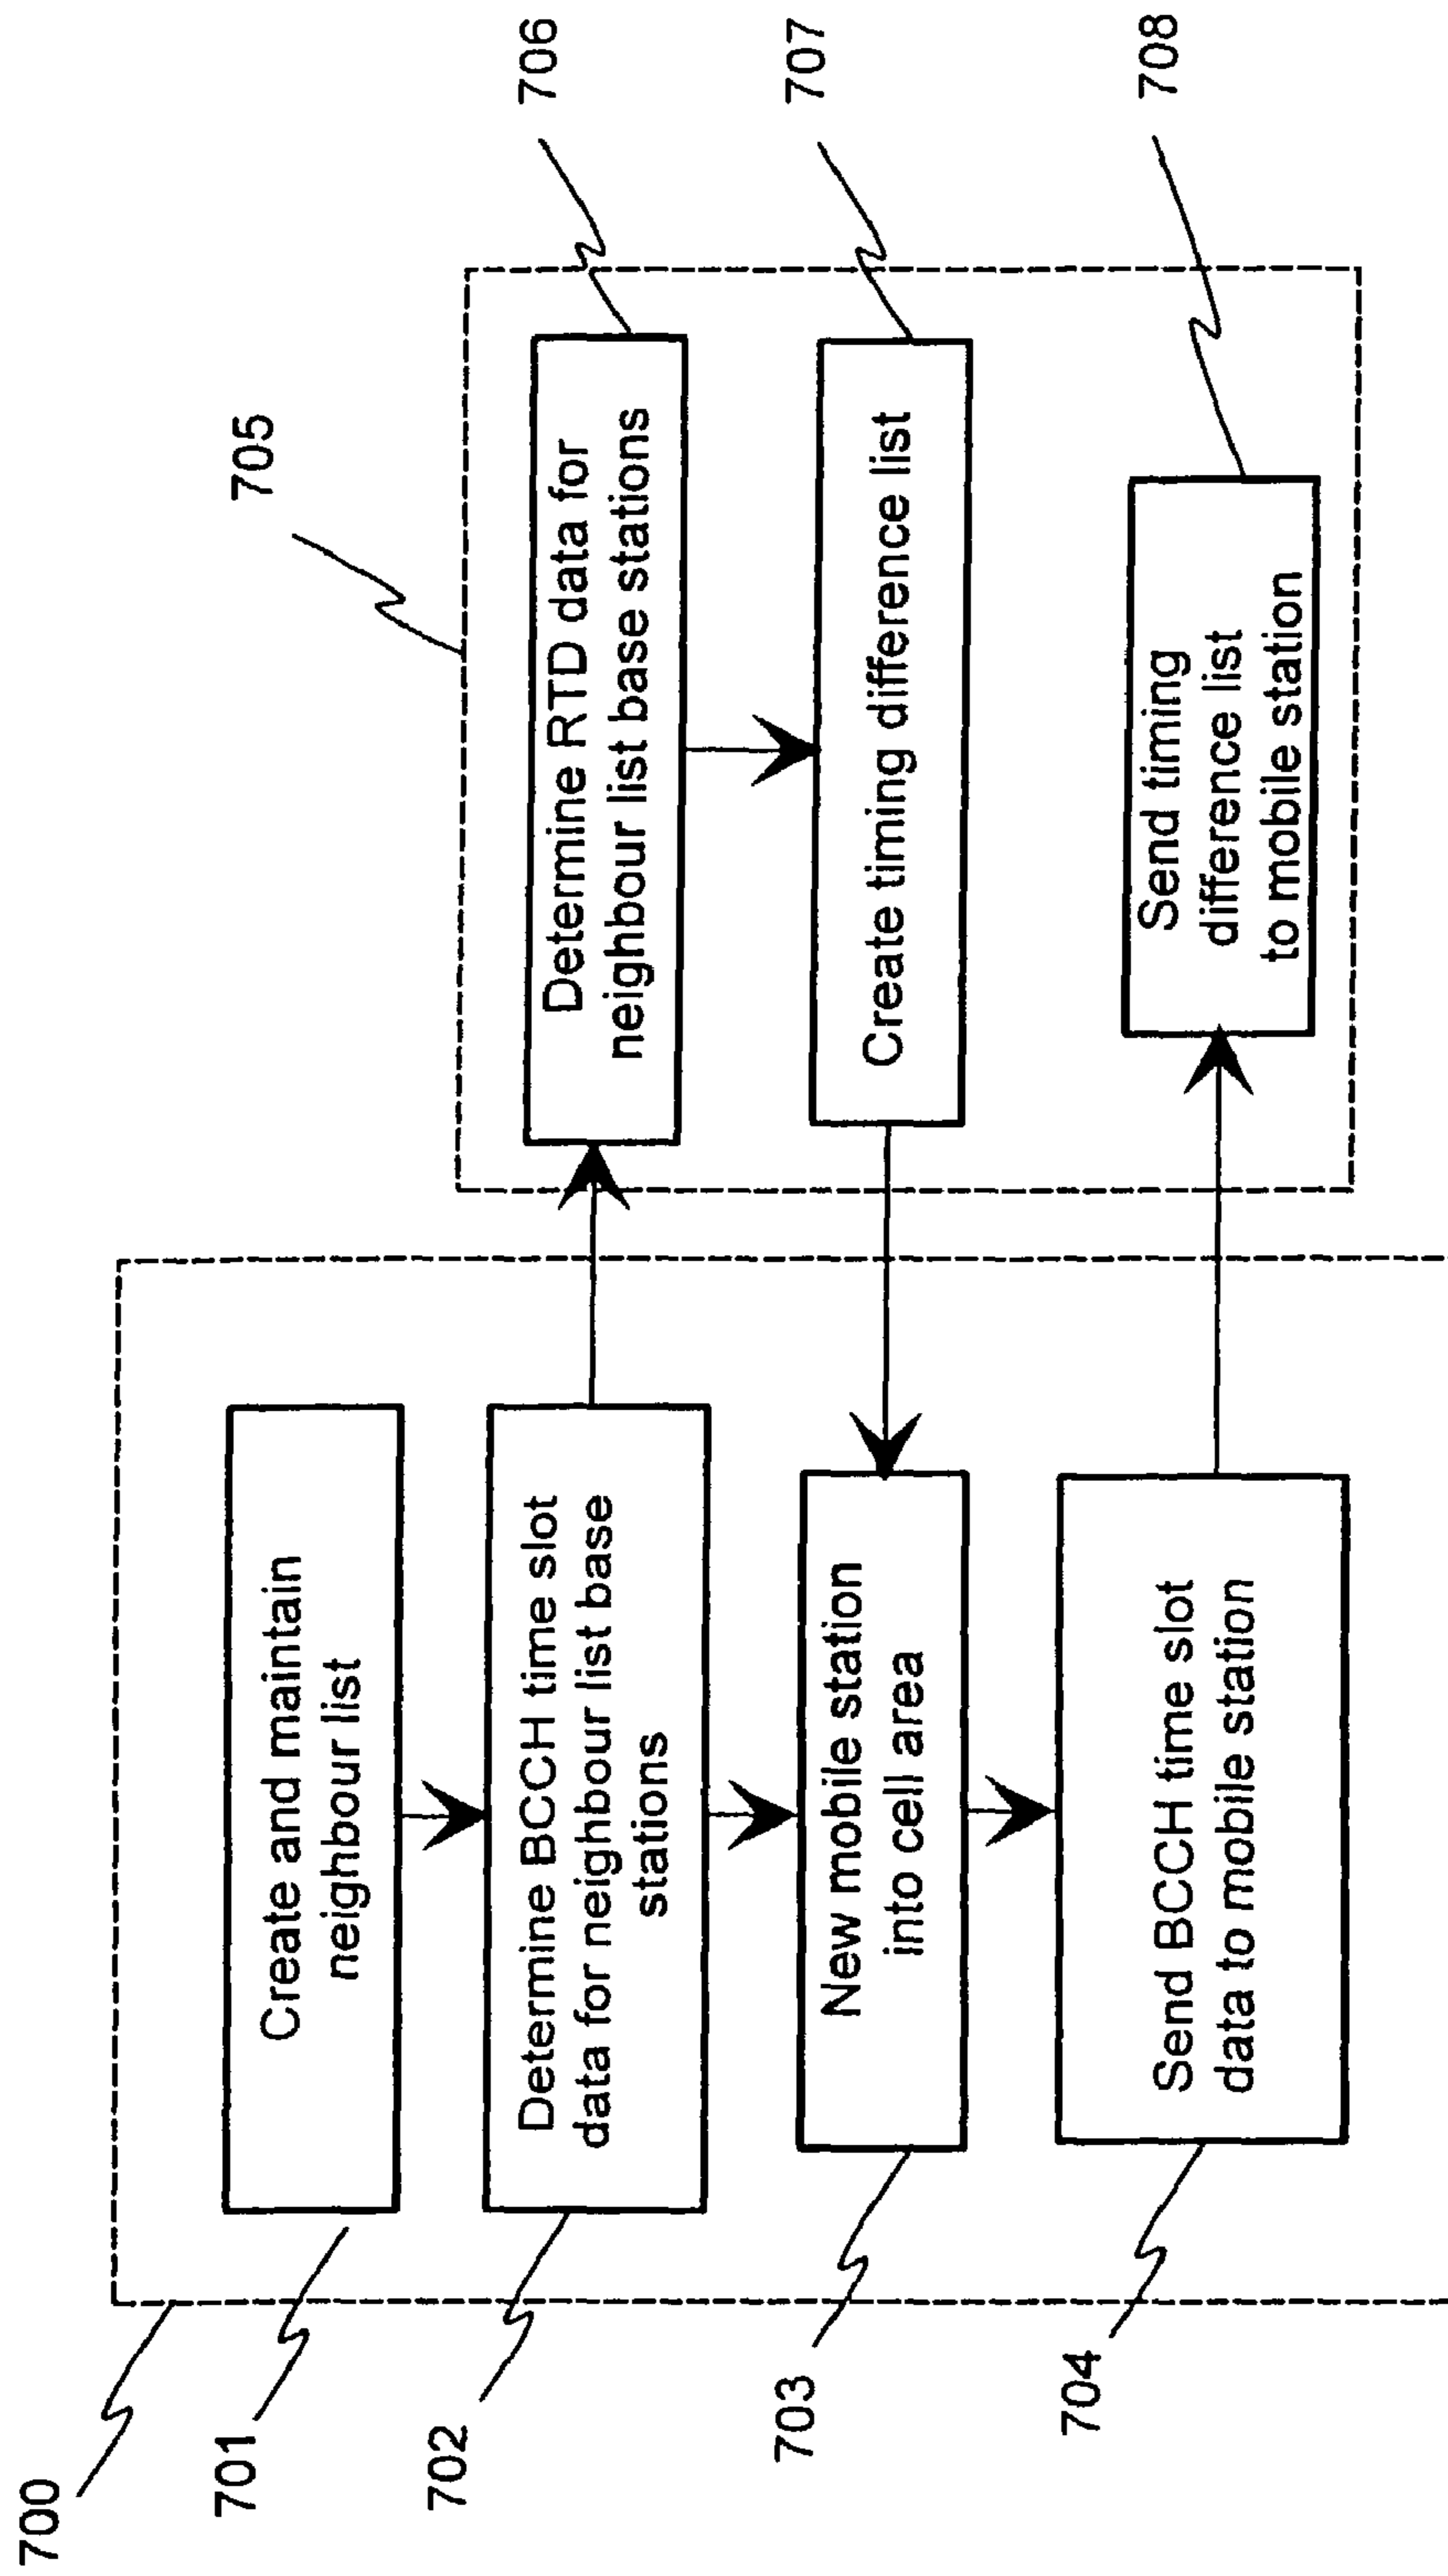 700
701
Create and maintain
neighbour list
702
Determine BCCH time slot
data for neighbour list base
stations
703
New mobile station
into cell area
704
Send BCCH time slot
data to mobile station
705
706
Determine RTD data for
neighbour list base stations
707
Create timing difference list
708
Send timing
difference list
to mobile station